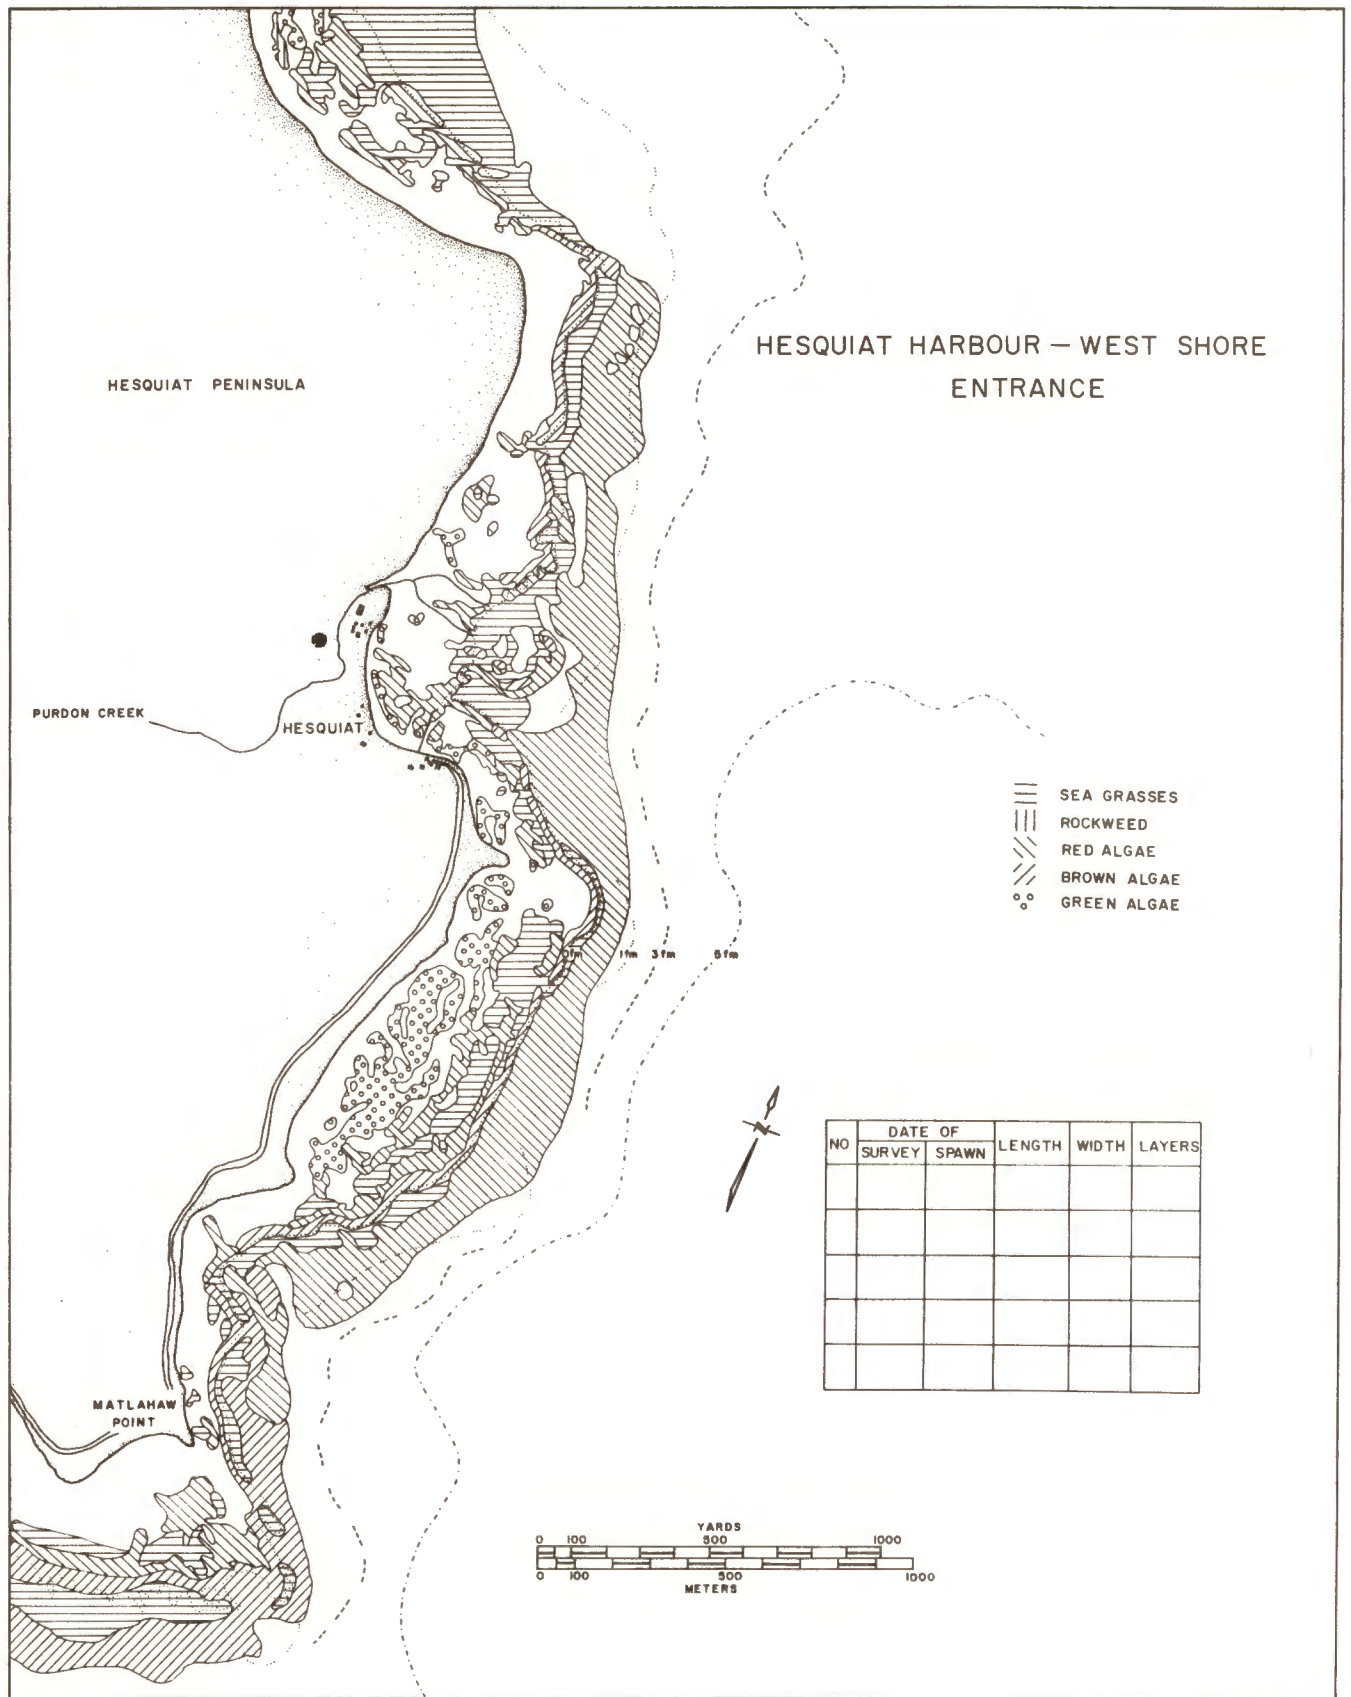 HESQUIAT HARBOUR — WEST SHORE
ENTRANCE
HESQUIAT PENINSULA
PURDON CREEK
HESQUIAT
SEA GRASSES
ROCKWEED
RED ALGAE
BROWN ALGAE
GREEN ALGAE
0fm 1fm 3fm 5fm
N
NO DATE OF LENGTH WIDTH LAYERS
SURVEY SPAWN
MATLAHAW
POINT
YARDS
0 100 500 1000
0 100 500 1000
METERS